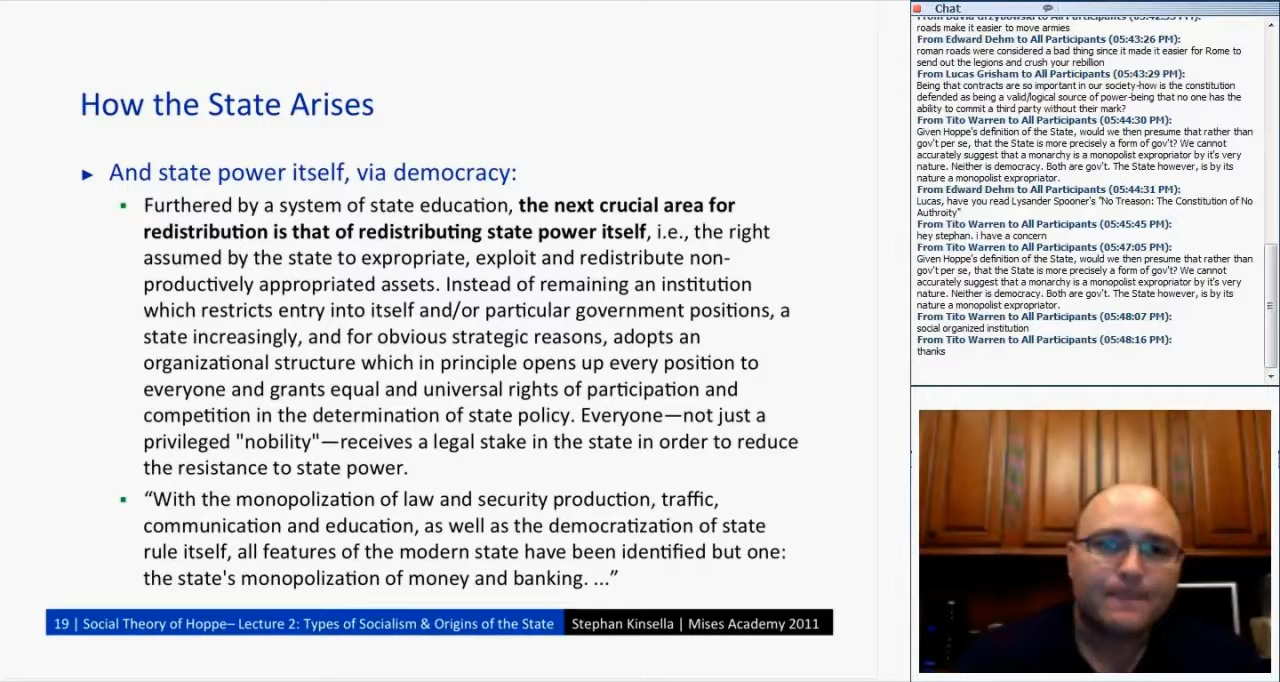 How the State Arises
► And state power itself, via democracy:
▪ Furthered by a system of state education, the next crucial area for
redistribution is that of redistributing state power itself, i.e., the right
assumed by the state to expropriate, exploit and redistribute non-
productively appropriated assets. Instead of remaining an institution
which restricts entry into itself and/or particular government positions, a
state increasingly, and for obvious strategic reasons, adopts an
organizational structure which in principle opens up every position to
everyone and grants equal and universal rights of participation and
competition in the determination of state policy. Everyone—not just a
privileged "nobility"—receives a legal stake in the state in order to reduce
the resistance to state power.
▪ “With the monopolization of law and security production, traffic,
communication and education, as well as the democratization of state
rule itself, all features of the modern state have been identified but one:
the state's monopolization of money and banking. ...”
19 | Social Theory of Hoppe– Lecture 2: Types of Socialism & Origins of the State
Stephan Kinsella | Mises Academy 2011
Chat
From David Grzybowski to All Participants
roads make it easier to move armies
From Edward Dehm to All Participants (05:43:26 PM):
roman roads were considered a bad thing since it made it easier for Rome to
send out the legions and crush your rebillion
From Lucas Grisham to All Participants (05:43:29 PM):
Being that contracts are so important in our society-how is the constitution
defended as being a valid/logical source of power-being that no one has the
ability to commit a third party without their mark?
From Tito Warren to All Participants (05:44:30 PM):
Given Hoppe's definition of the State, would we then presume that rather than
gov't per se, that the State is more precisely a form of gov't? We cannot
accurately suggest that a monarchy is a monopolist expropriator by it's very
nature. Neither is democracy. Both are gov't. The State however, is by its
nature a monopolist expropriator.
From Edward Dehm to All Participants (05:44:31 PM):
Lucas, have you read Lysander Spooner's "No Treason: The Constitution of No
Authroity"
From Tito Warren to All Participants (05:45:45 PM):
hey stephan. i have a concern
From Tito Warren to All Participants (05:47:05 PM):
Given Hoppe's definition of the State, would we then presume that rather than
gov't per se, that the State is more precisely a form of gov't? We cannot
accurately suggest that a monarchy is a monopolist expropriator by it's very
nature. Neither is democracy. Both are gov't. The State however, is by its
nature a monopolist expropriator.
From Tito Warren to All Participants (05:48:07 PM):
social organized institution
From Tito Warren to All Participants (05:48:16 PM):
thanks